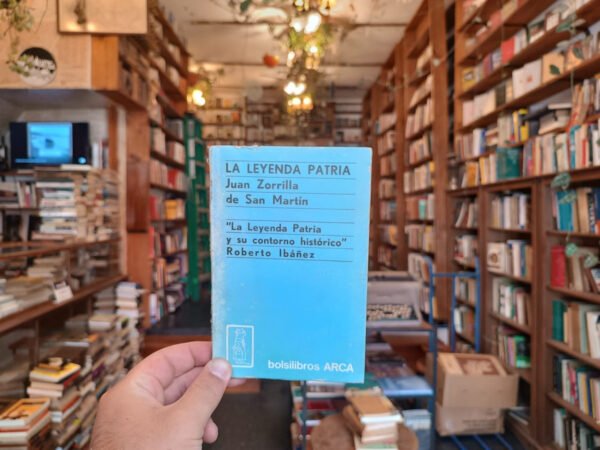 LA LEYENDA PATRIA
Juan Zorrilla
de San Martín
"La Leyenda Patria
y su contorno histórico"
Roberto Ibáñez
bolsilibros ARCA